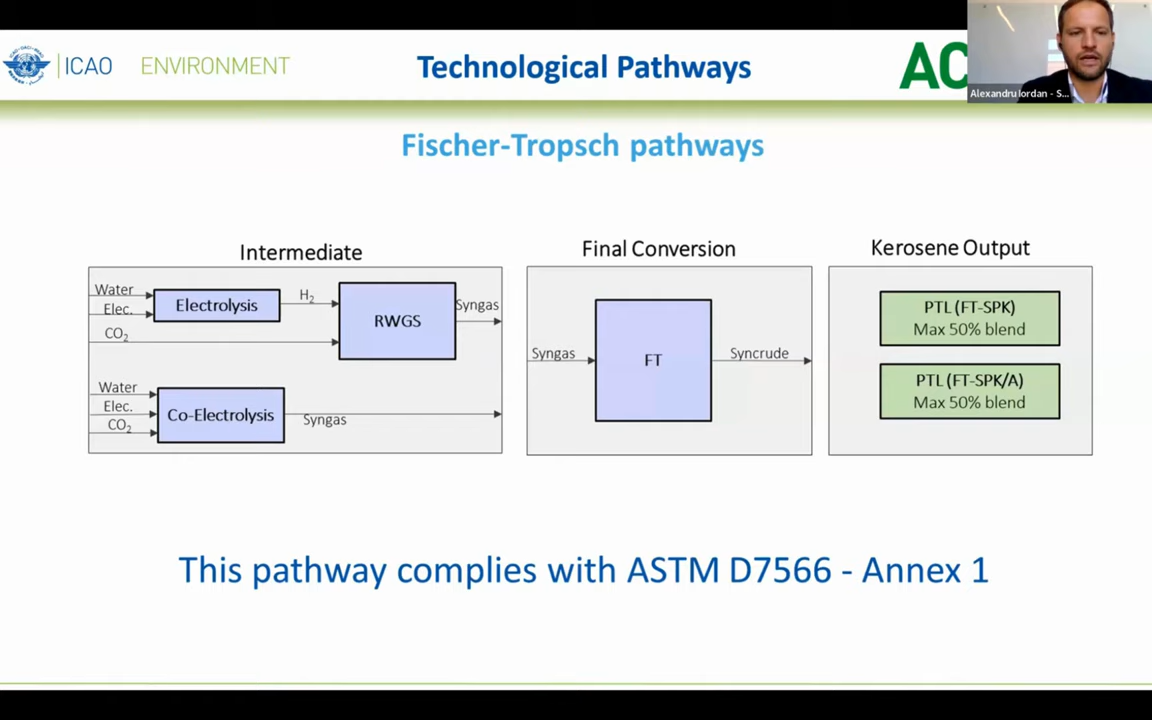 ICAO
ENVIRONMENT
Technological Pathways
AC
Alexandru Iordan - S...
Fischer-Tropsch pathways
Intermediate
Final Conversion
Kerosene Output
Water
Elec.
CO₂
Electrolysis
H₂
RWGS
Syngas
Water
Elec.
CO₂
Co-Electrolysis
Syngas
Syngas
FT
Syncrude
PTL (FT-SPK)
Max 50% blend
PTL (FT-SPK/A)
Max 50% blend
This pathway complies with ASTM D7566 - Annex 1